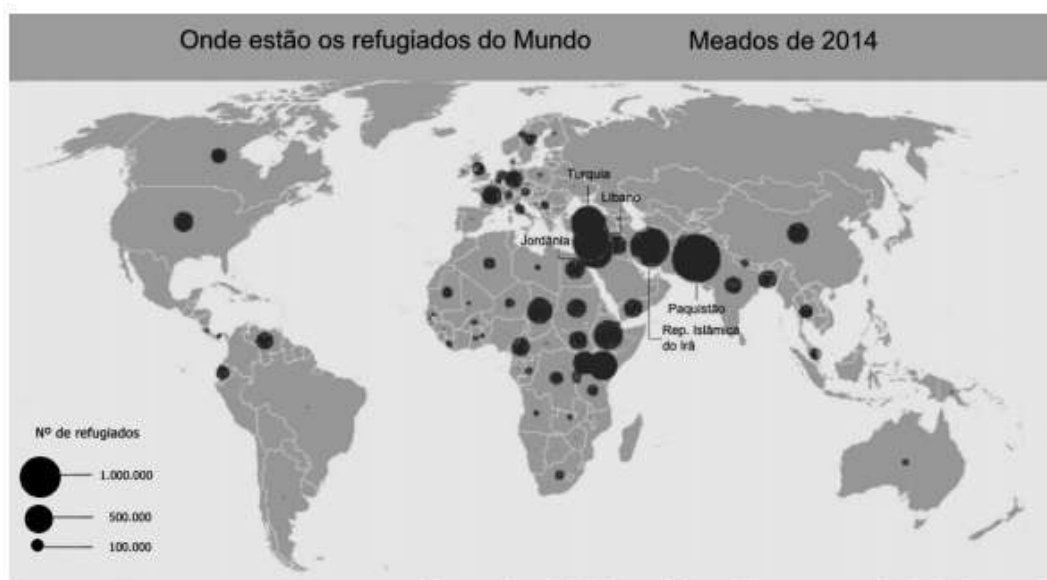 Onde estão os refugiados do Mundo Meados de 2014
Turquia
Líbano
Jordânia
Paquistão
Rep. Islâmica
do Irã
Nº de refugiados
1.000.000
500.000
100.000